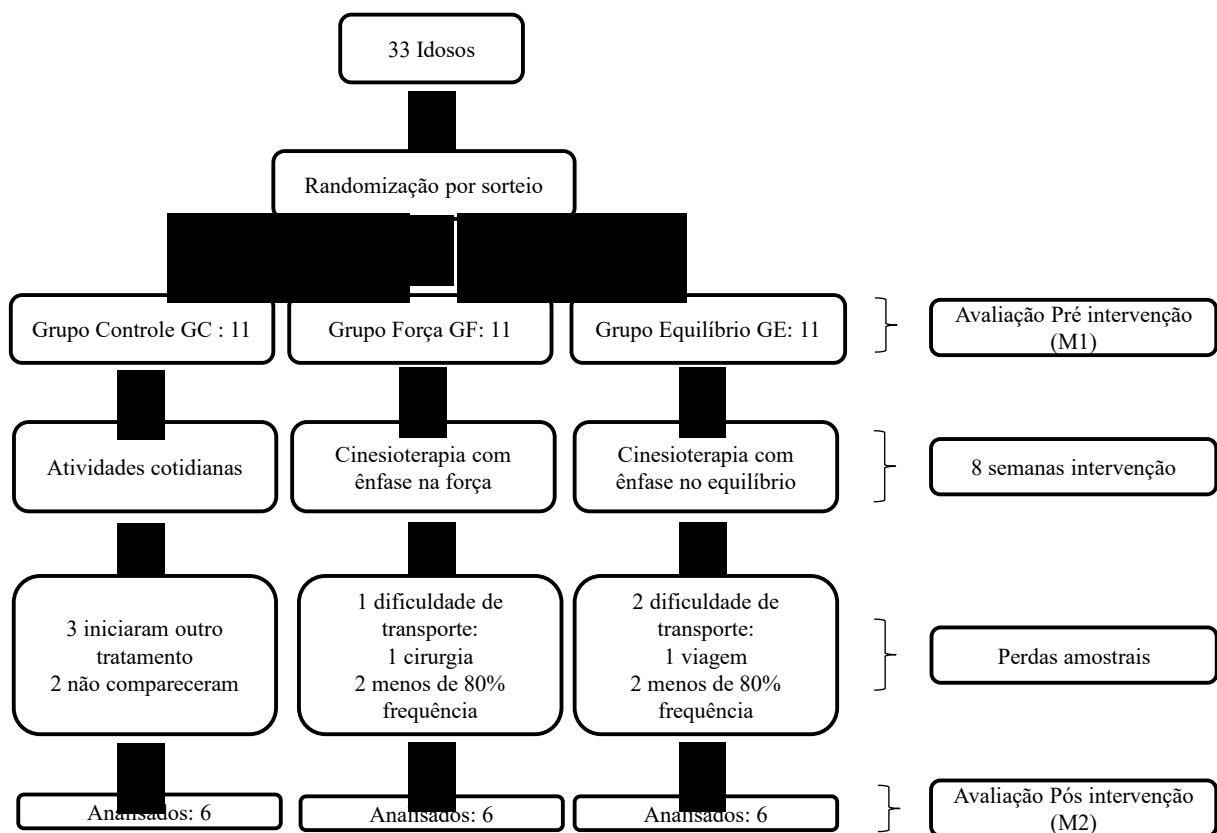 33 Idosos
Randomização por sorteio
Grupo Controle GC : 11
Grupo Força GF: 11
Grupo Equilíbrio GE: 11
Avaliação Pré intervenção
(M1)
Atividades cotidianas
Cinesioterapia com
ênfase na força
Cinesioterapia com
ênfase no equilíbrio
8 semanas intervenção
3 iniciaram outro
tratamento
2 não compareceram
1 dificuldade de
transporte:
1 cirurgia
2 menos de 80%
frequência
2 dificuldade de
transporte:
1 viagem
2 menos de 80%
frequência
Perdas amostrais
Analisados: 6
Analisados: 6
Analisados: 6
Avaliação Pós intervenção
(M2)